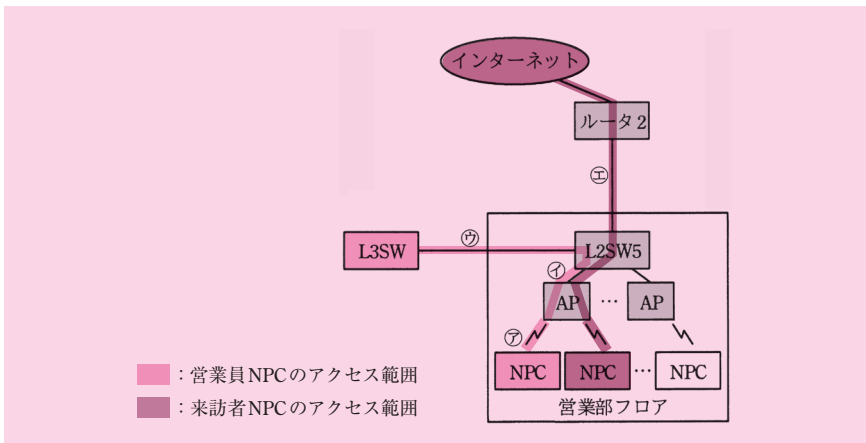 インターネット
ルータ2
㋓
L3SW
㋒
L2SW5
㋑
AP … AP
㋐
NPC NPC … NPC
営業部フロア
：営業員NPCのアクセス範囲
：来訪者NPCのアクセス範囲